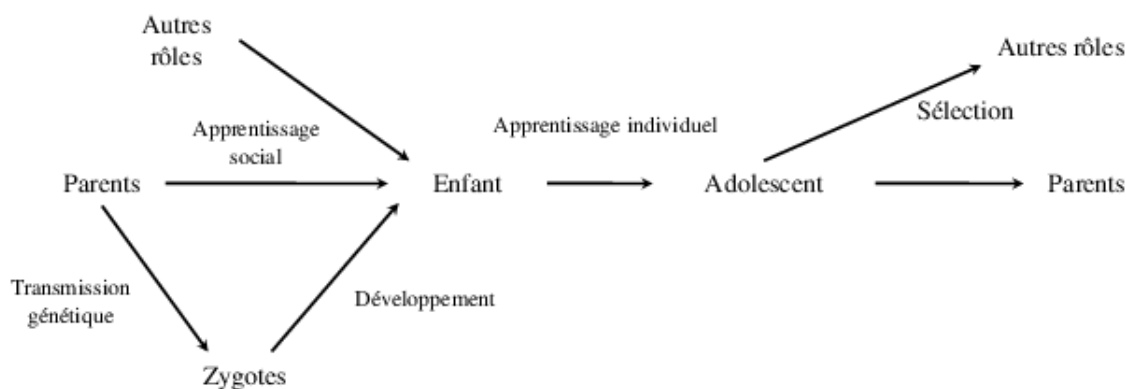 Autres
rôles
Autres rôles
Sélection
Apprentissage
social
Apprentissage individuel
Parents
Enfant
Adolescent
Parents
Transmission
génétique
Développement
Zygotes